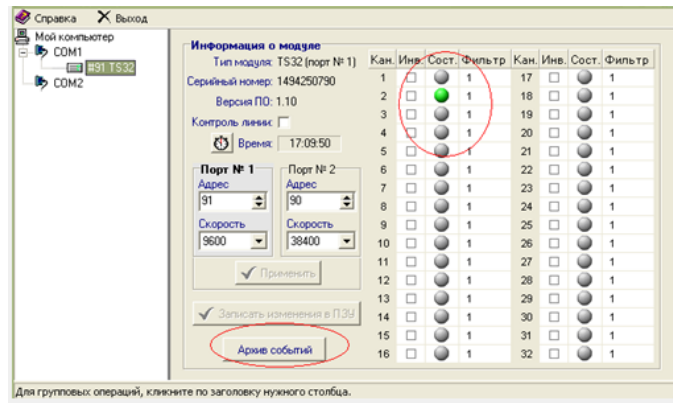 Справка Выход
Мой компьютер
COM1
#91 TS32
COM2
Информация о модуле
Тип модуля: TS32 (порт № 1)
Серийный номер: 1494250790
Версия ПО: 1.10
Контроль линии:
Время: 17:09:50
Порт № 1 Порт № 2
Адрес Адрес
91 90
Скорость Скорость
9600 38400
Применить
Записать изменения в ПЗУ
Архив событий
Кан. Инв. Сост. Фильтр Кан. Инв. Сост. Фильтр
1 1 17 1
2 1 18 1
3 1 19 1
4 1 20 1
5 1 21 1
6 1 22 1
7 1 23 1
8 1 24 1
9 1 25 1
10 1 26 1
11 1 27 1
12 1 28 1
13 1 29 1
14 1 30 1
15 1 31 1
16 1 32 1
Для групповых операций, кликните по заголовку нужного столбца.